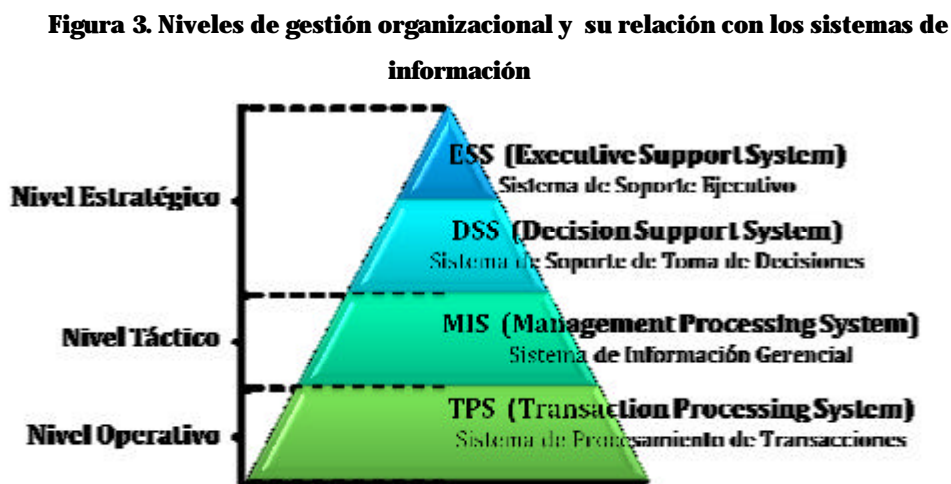 Figura 3. Niveles de gestión organizacional y su relación con los sistemas de
información
ESS (Executive Support System)
Sistema de Soporte Ejecutivo
Nivel Estratégico
DSS (Decision Support System)
Sistema de Soporte de Toma de Decisiones
MIS (Management Processing System)
Nivel Táctico
Sistema de Información Gerencial
TPS (Transaction Processing System)
Nivel Operativo
Sistema de Procesamiento de Transacciones